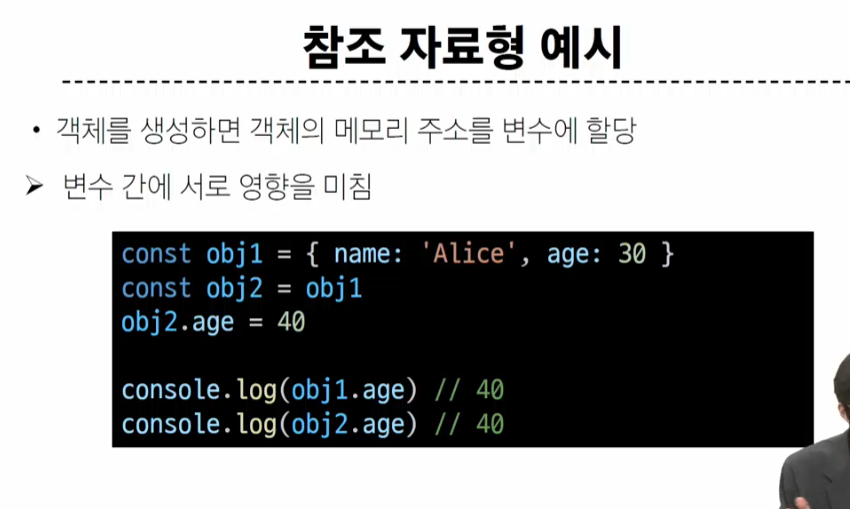 참조 자료형 예시
• 객체를 생성하면 객체의 메모리 주소를 변수에 할당
➤ 변수 간에 서로 영향을 미침
const obj1 = { name: 'Alice', age: 30 }
const obj2 = obj1
obj2.age = 40
console.log(obj1.age) // 40
console.log(obj2.age) // 40